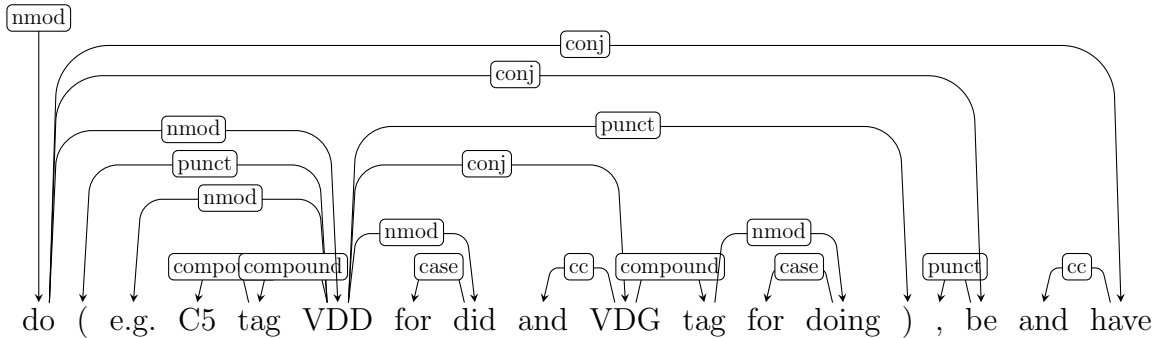 nmod
conj
conj
nmod punct
punct conj
nmod
nmod nmod
compound case cc compound case punct cc
do ( e.g. C5 tag VDD for did and VDG tag for doing ) , be and have